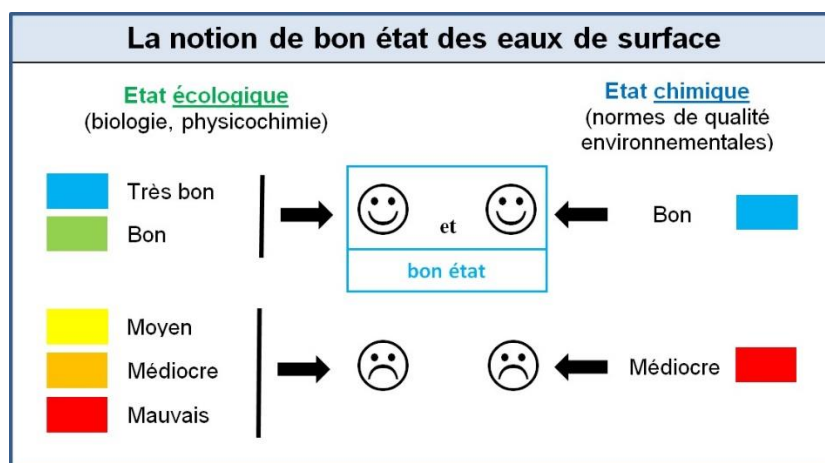 La notion de bon état des eaux de surface
Etat écologique
(biologie, physicochimie)
Etat chimique
(normes de qualité
environnementales)
Très bon
Bon
et
bon état
Bon
Moyen
Médiocre
Mauvais
Médiocre